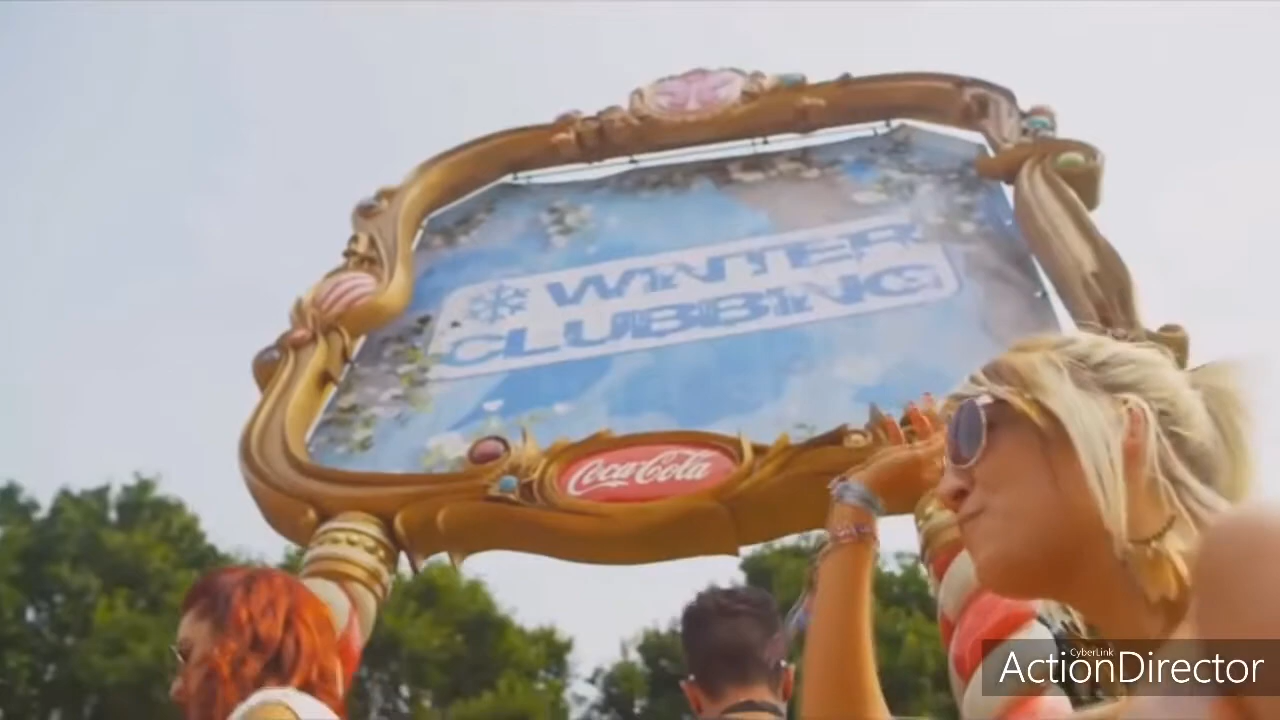 WINTER
CLUBBING
Coca-Cola
CyberLink
ActionDirector